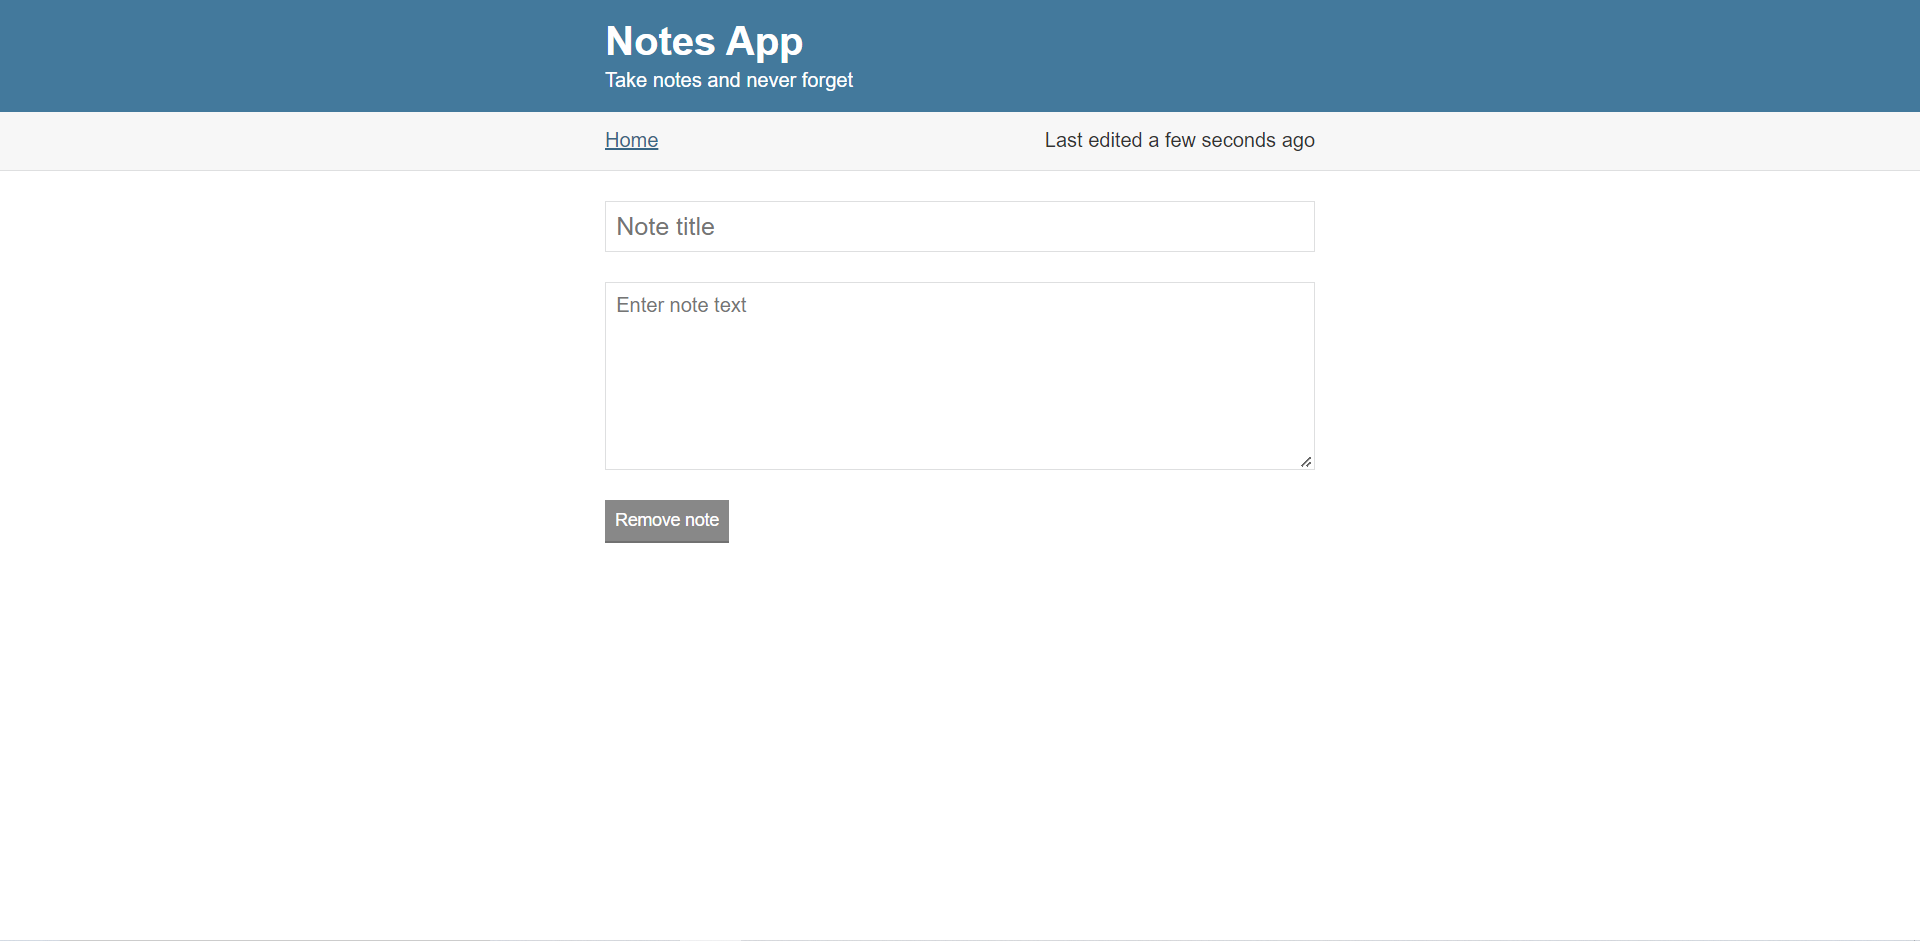 Notes App
Take notes and never forget
Home
Last edited a few seconds ago
Note title
Enter note text
Remove note